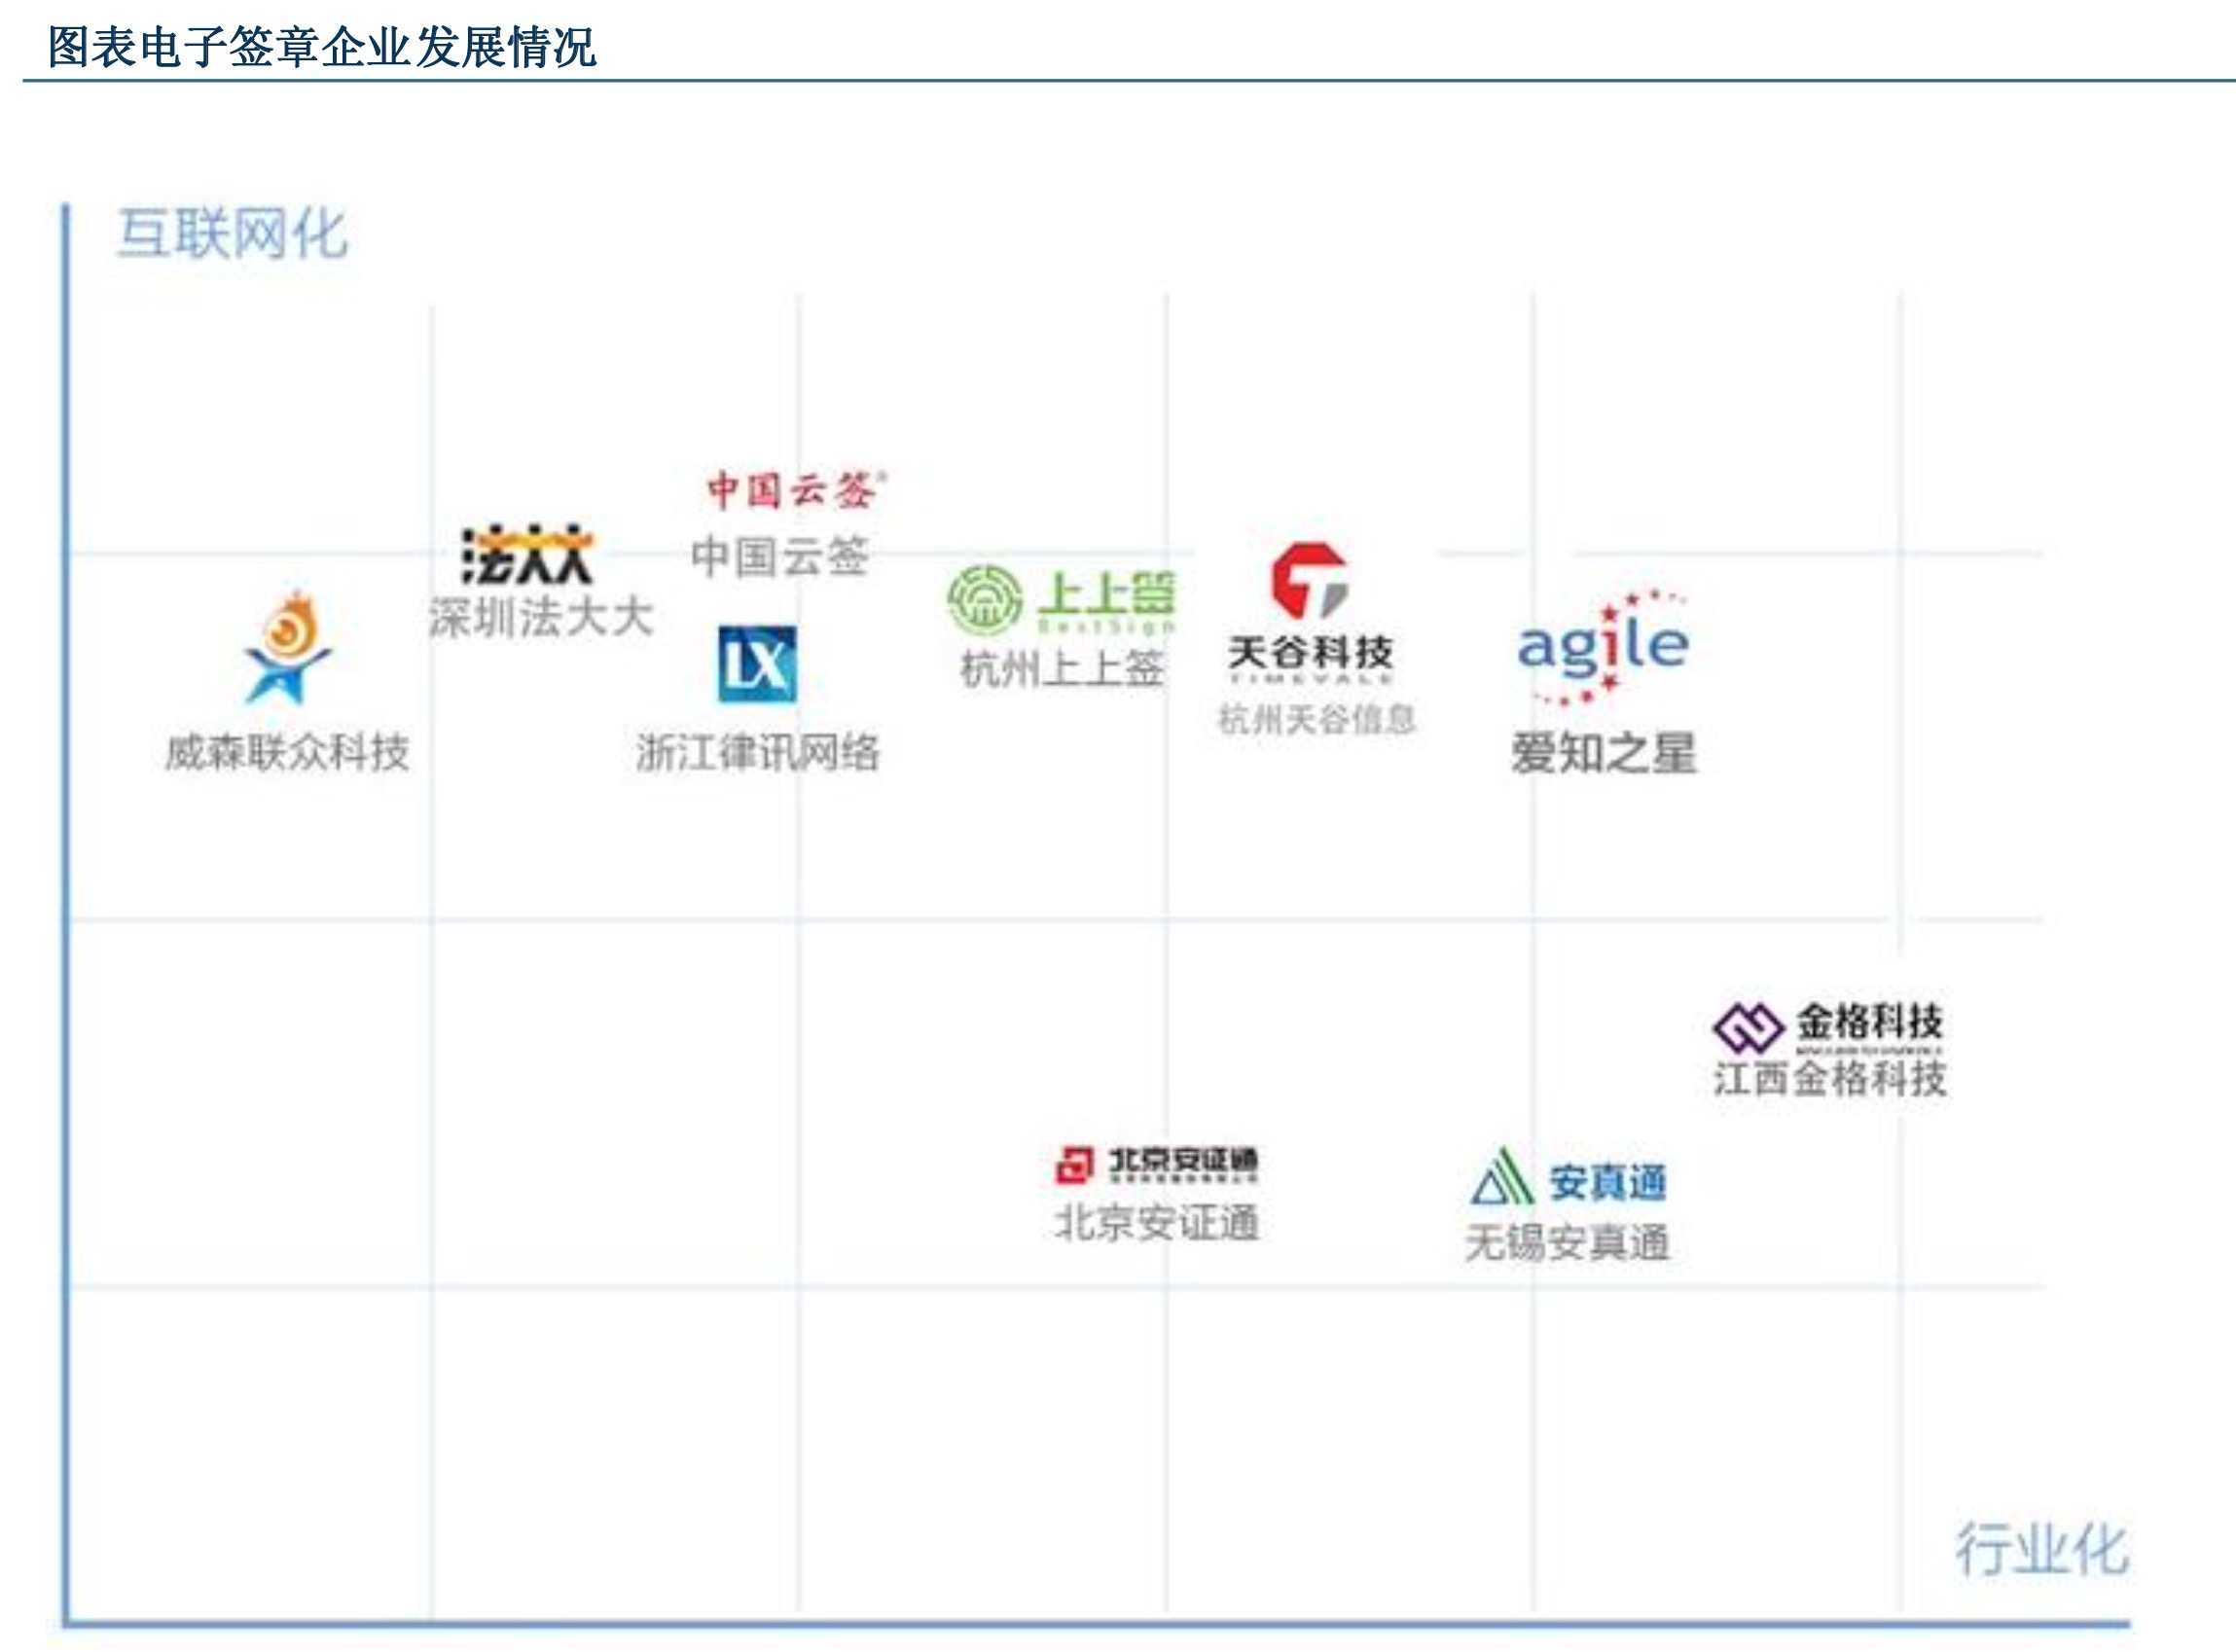 图表电子签章企业发展情况
互联网化
中国云签®
中国云签
法大大
深圳法大大
上上签
BestSign
杭州上上签
天谷科技
TIMEVALE
杭州天谷信息
agile
爱知之星
威森联众科技
LX
浙江律讯网络
金格科技
江西金格科技
北京安证通
北京安证通
安真通
无锡安真通
行业化